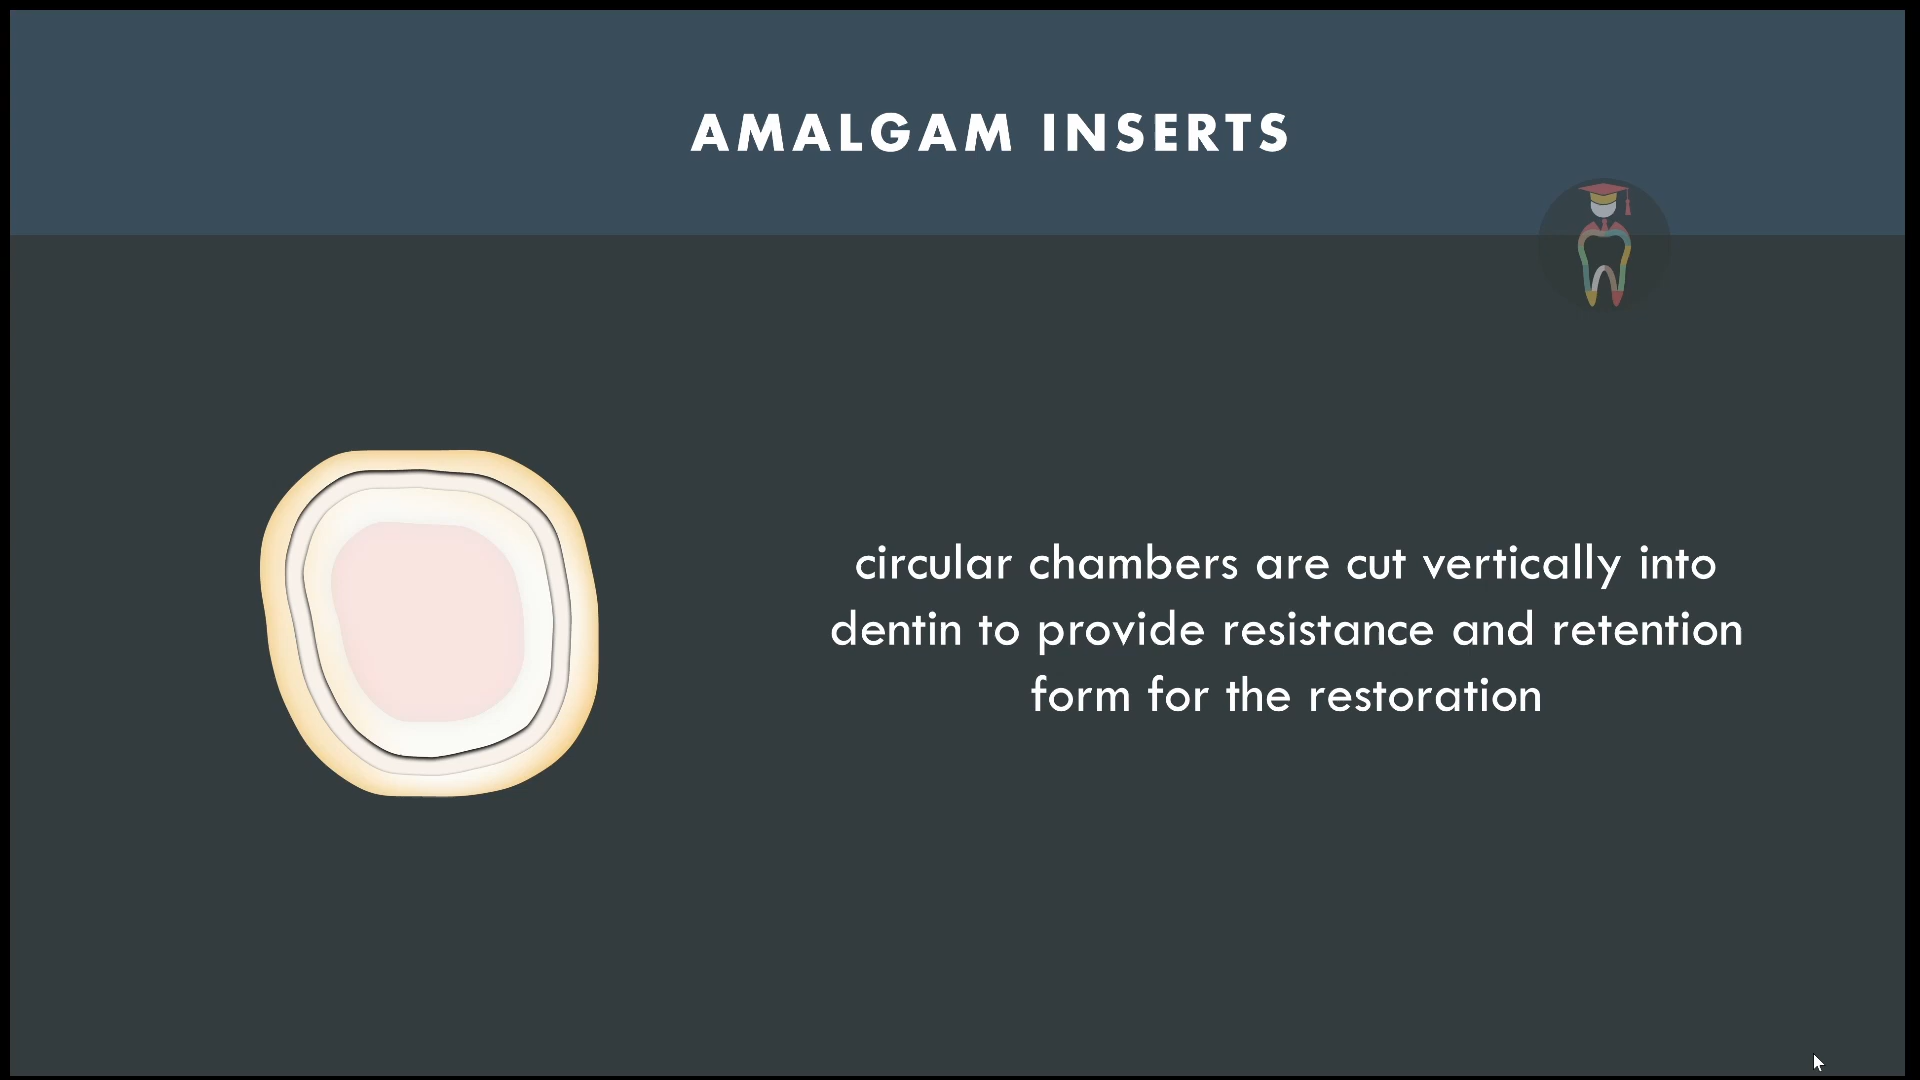 AMALGAM INSERTS
circular chambers are cut vertically into
dentin to provide resistance and retention
form for the restoration